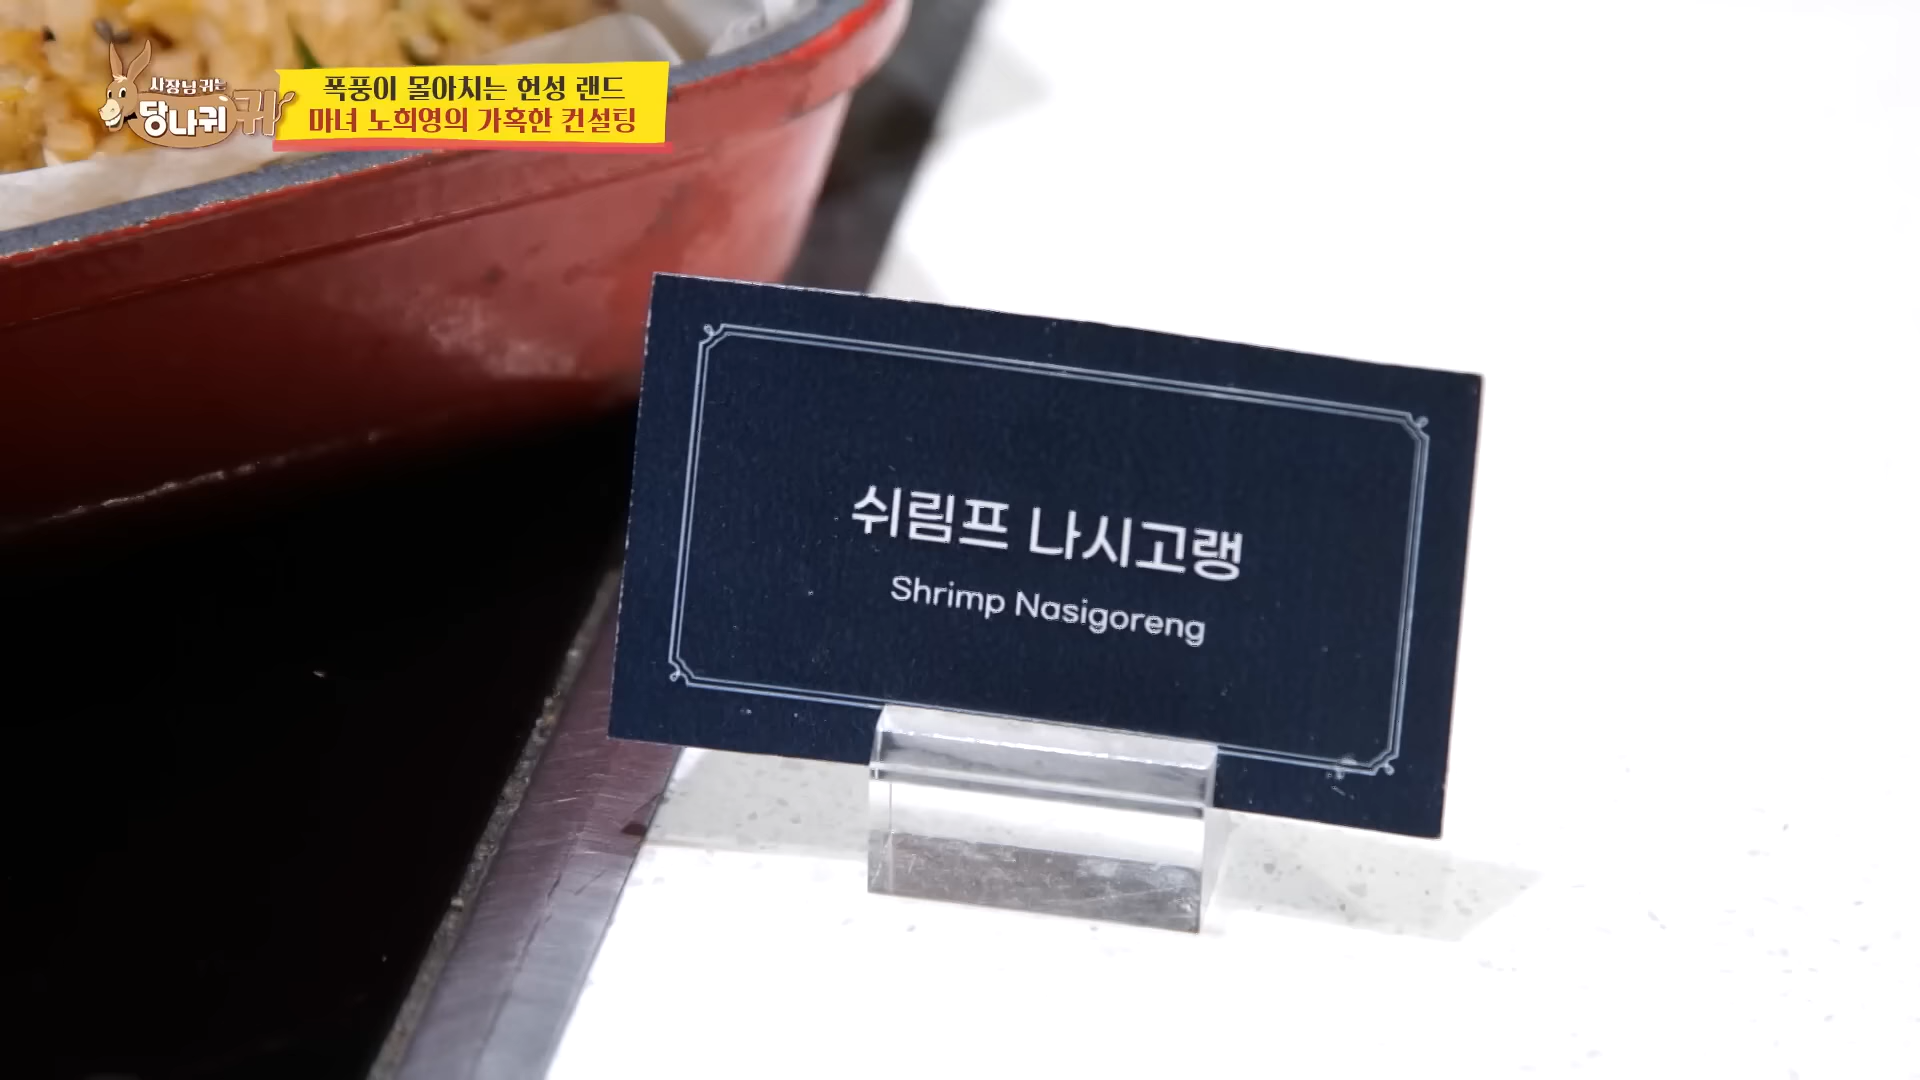 사장님 귀는
당나귀 귀
폭풍이 몰아치는 헌성 랜드
마녀 노희영의 가혹한 컨설팅
쉬림프 나시고랭
Shrimp Nasigoreng